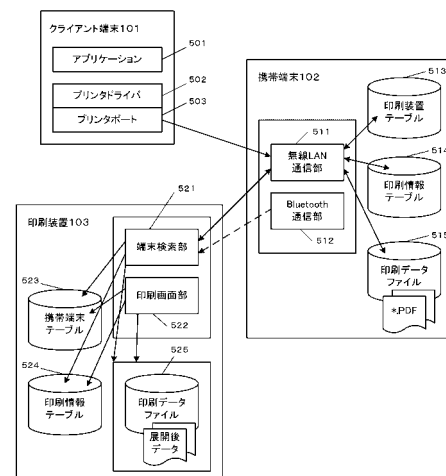 クライアント端末101
501
アプリケーション
502
プリンタドライバ
503
プリンタポート
携帯端末102
513
印刷装置
テーブル
511
無線LAN
通信部
514
印刷情報
テーブル
Bluetooth
通信部
512
515
印刷データ
ファイル
*.PDF
印刷装置103
521
端末検索部
523
携帯端末
テーブル
印刷画面部
522
524
印刷情報
テーブル
525
印刷データ
ファイル
展開後
データ